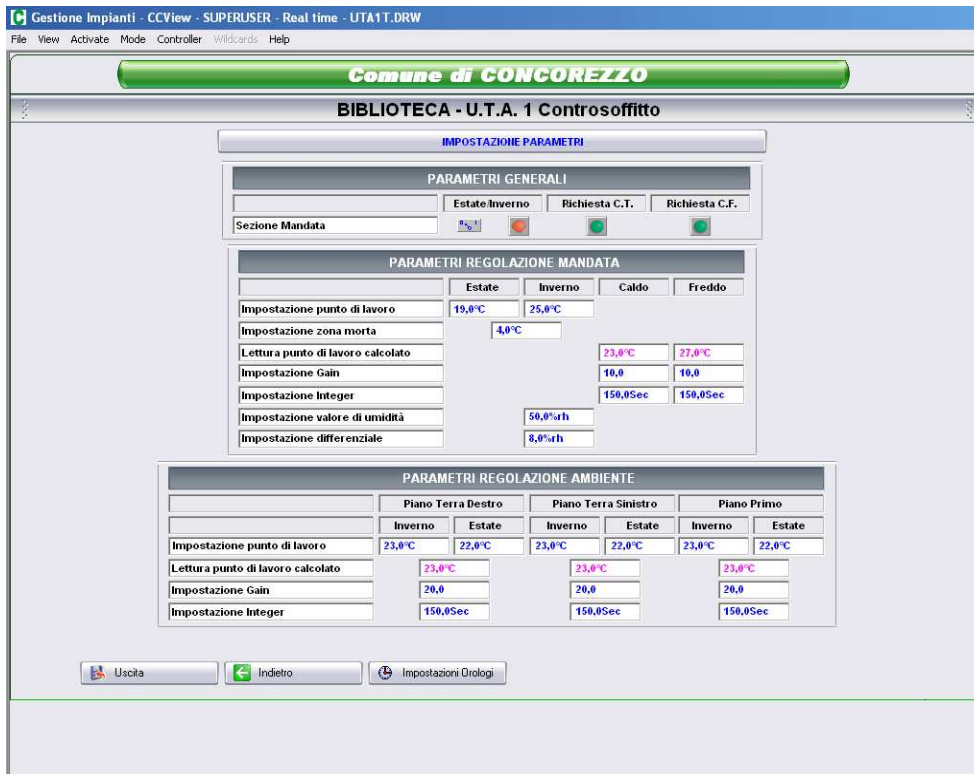 Gestione Impianti - CCView - SUPERUSER - Real time - UTA1T.DRW
File View Activate Mode Controller Wildcards Help
Comune di CONCOREZZO
BIBLIOTECA - U.T.A. 1 Controsoffitto
IMPOSTAZIONE PARAMETRI
PARAMETRI GENERALI
Estate/Inverno Richiesta C.T. Richiesta C.F.
Sezione Mandata
PARAMETRI REGOLAZIONE MANDATA
Estate Inverno Caldo Freddo
Impostazione punto di lavoro 19,0°C 25,0°C
Impostazione zona morta 4,0°C
Lettura punto di lavoro calcolato 23,0°C 27,0°C
Impostazione Gain 10,0 10,0
Impostazione Integer 150,0Sec 150,0Sec
Impostazione valore di umidità 50,0%rh
Impostazione differenziale 8,0%rh
PARAMETRI REGOLAZIONE AMBIENTE
Piano Terra Destro Piano Terra Sinistro Piano Primo
Inverno Estate Inverno Estate Inverno Estate
Impostazione punto di lavoro 23,0°C 22,0°C 23,0°C 22,0°C 23,0°C 22,0°C
Lettura punto di lavoro calcolato 23,0°C 23,0°C 23,0°C
Impostazione Gain 20,0 20,0 20,0
Impostazione Integer 150,0Sec 150,0Sec 150,0Sec
Uscita Indietro Impostazioni Orologi